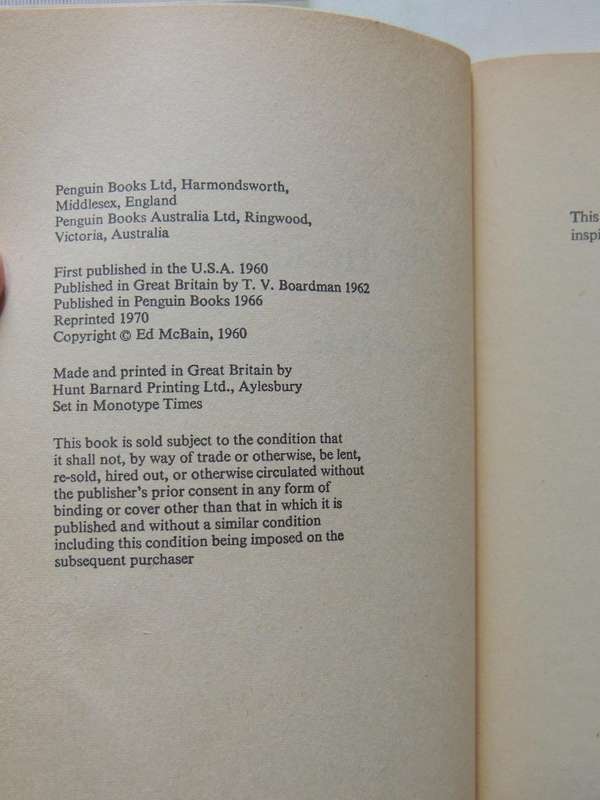 Penguin Books Ltd, Harmondsworth,
Middlesex, England
Penguin Books Australia Ltd, Ringwood,
Victoria, Australia
First published in the U.S.A. 1960
Published in Great Britain by T. V. Boardman 1962
Published in Penguin Books 1966
Reprinted 1970
Copyright © Ed McBain, 1960
Made and printed in Great Britain by
Hunt Barnard Printing Ltd., Aylesbury
Set in Monotype Times
This book is sold subject to the condition that
it shall not, by way of trade or otherwise, be lent,
re-sold, hired out, or otherwise circulated without
the publisher's prior consent in any form of
binding or cover other than that in which it is
published and without a similar condition
including this condition being imposed on the
subsequent purchaser
This
inspi